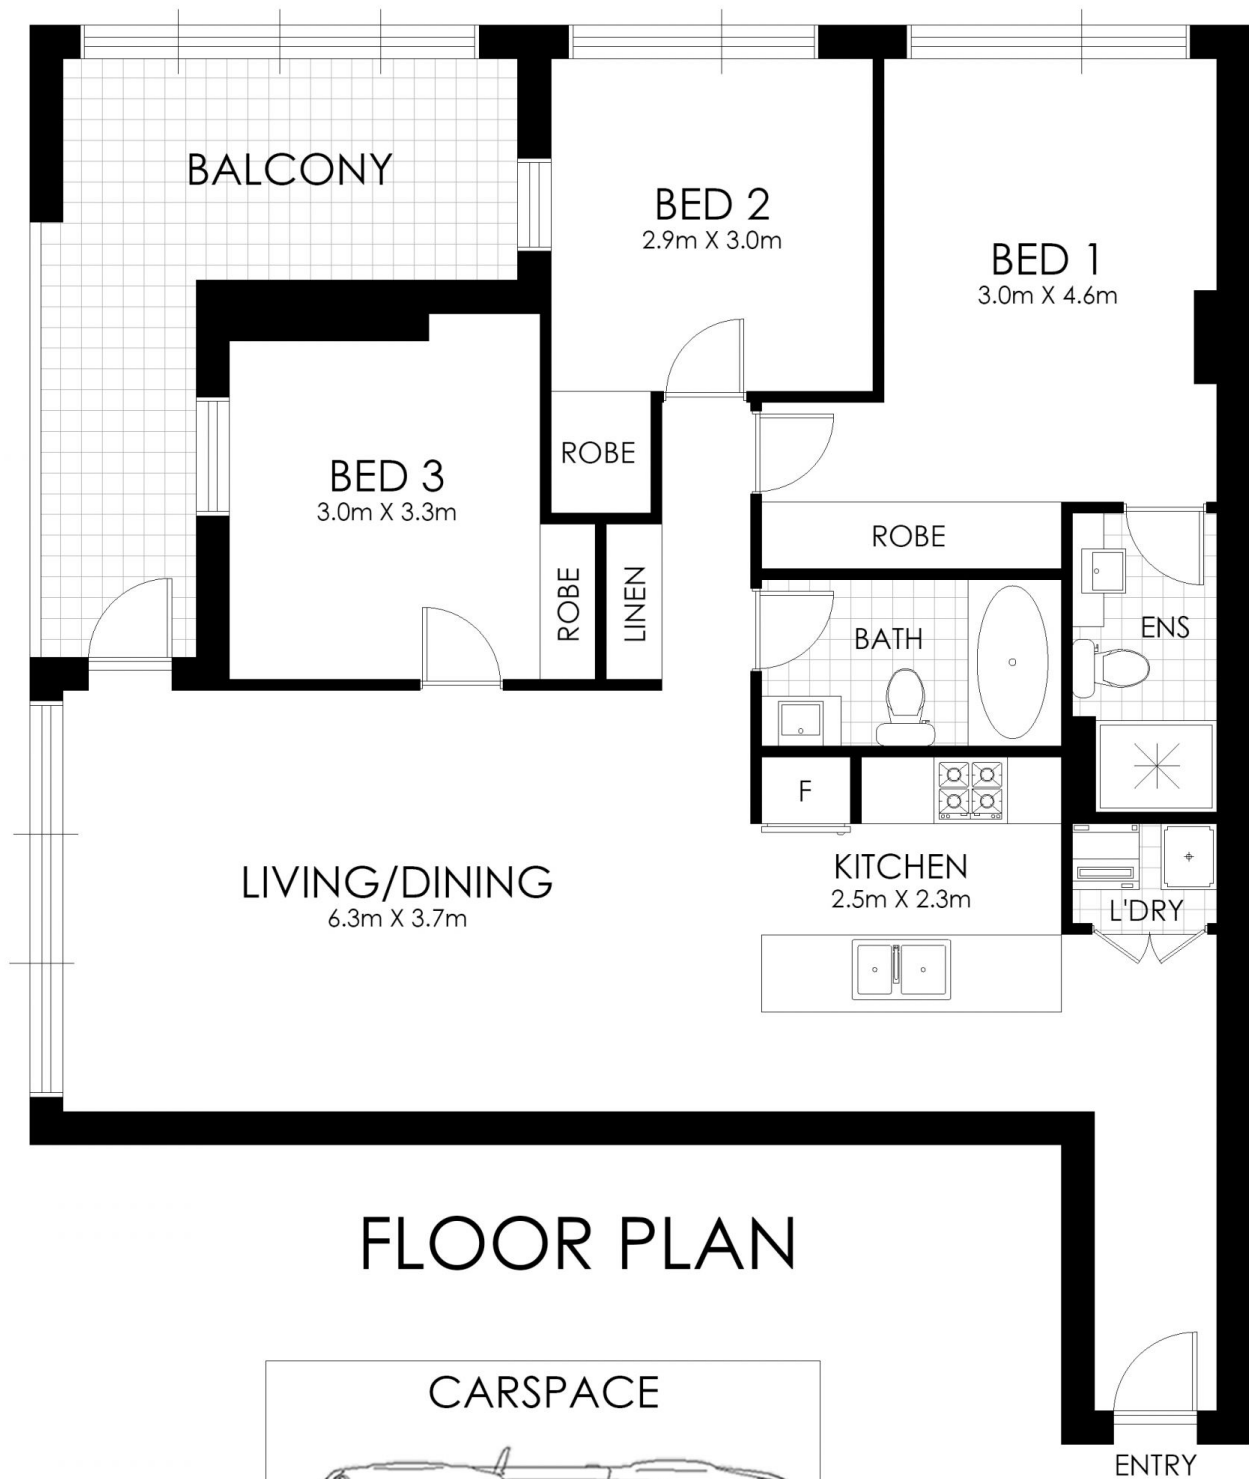 BALCONY
BED 2
2.9m X 3.0m
BED 1
3.0m X 4.6m
ROBE
BED 3
3.0m X 3.3m
ROBE
ROBE
LINEN
BATH
ENS
F
KITCHEN
2.5m X 2.3m
LIVING/DINING
6.3m X 3.7m
L'DRY
FLOOR PLAN
CARSPACE
ENTRY